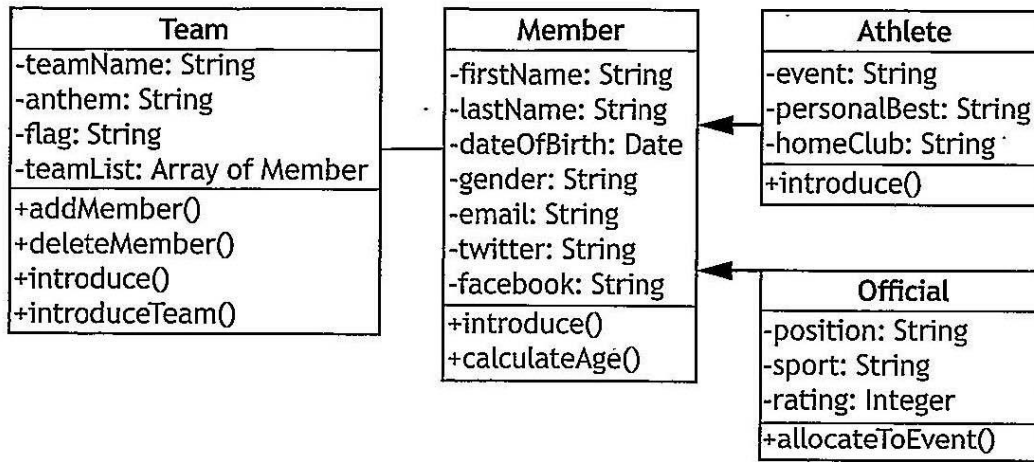 Team
-teamName: String
-anthem: String
-flag: String
-teamList: Array of Member
+addMember()
+deleteMember()
+introduce()
+introduceTeam()
Member
-firstName: String
-lastName: String
-dateOfBirth: Date
-gender: String
-email: String
-twitter: String
-facebook: String
+introduce()
+calculateAge()
Athlete
-event: String
-personalBest: String
-homeClub: String
+introduce()
Official
-position: String
-sport: String
-rating: Integer
+allocateToEvent()